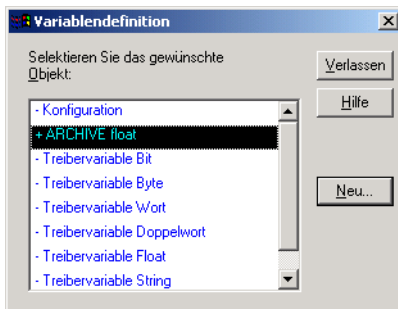 Variablendefinition
Selektieren Sie das gewünschte
Objekt:
Verlassen
Hilfe
Neu...
- Konfiguration
+ ARCHIVE float
- Treibervariable Bit
- Treibervariable Byte
- Treibervariable Wort
- Treibervariable Doppelwort
- Treibervariable Float
- Treibervariable String